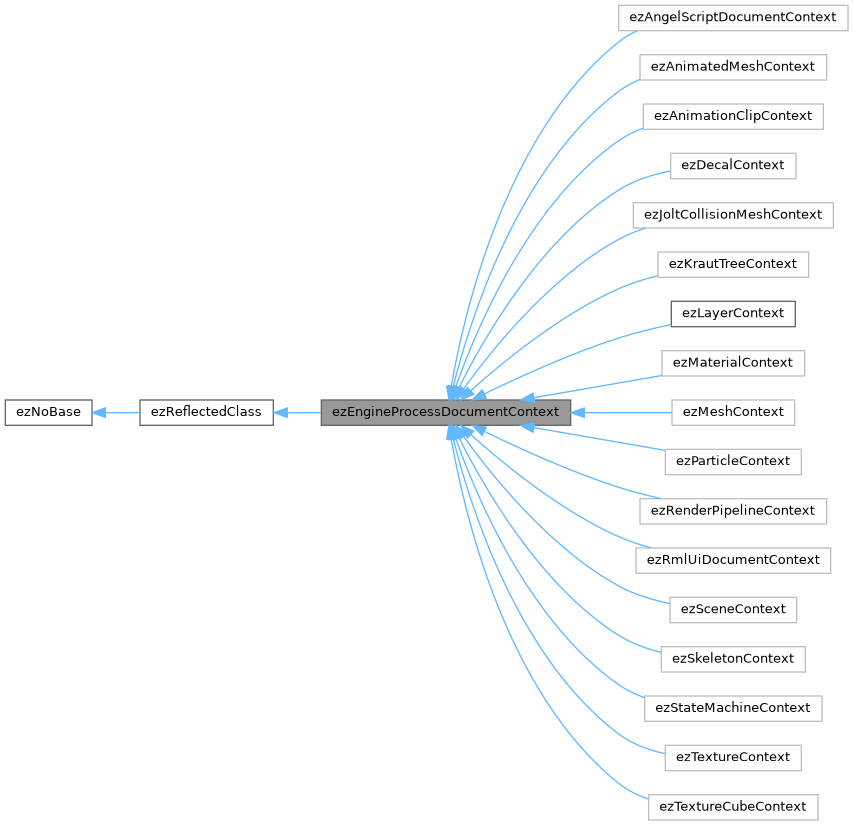 ezAngelScriptDocumentContext
ezAnimatedMeshContext
ezAnimationClipContext
ezDecalContext
ezJoltCollisionMeshContext
ezKrautTreeContext
ezLayerContext
ezMaterialContext
ezNoBase
ezReflectedClass
ezEngineProcessDocumentContext
ezMeshContext
ezParticleContext
ezRenderPipelineContext
ezRmlUiDocumentContext
ezSceneContext
ezSkeletonContext
ezStateMachineContext
ezTextureContext
ezTextureCubeContext